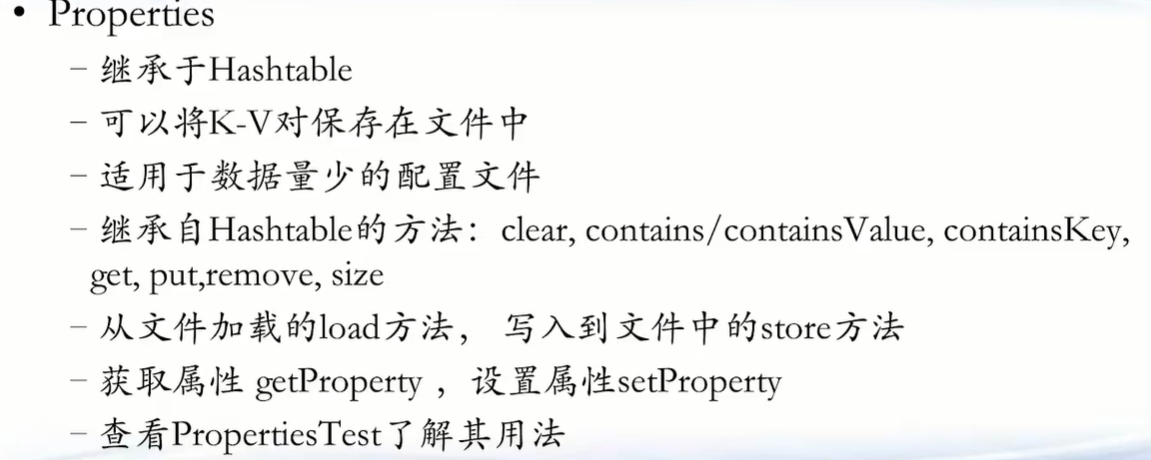 • Properties
– 继承于Hashtable
– 可以将K-V对保存在文件中
– 适用于数据量少的配置文件
– 继承自Hashtable的方法：clear, contains/containsValue, containsKey,
get, put,remove, size
– 从文件加载的load方法， 写入到文件中的store方法
– 获取属性 getProperty ，设置属性setProperty
– 查看PropertiesTest了解其用法